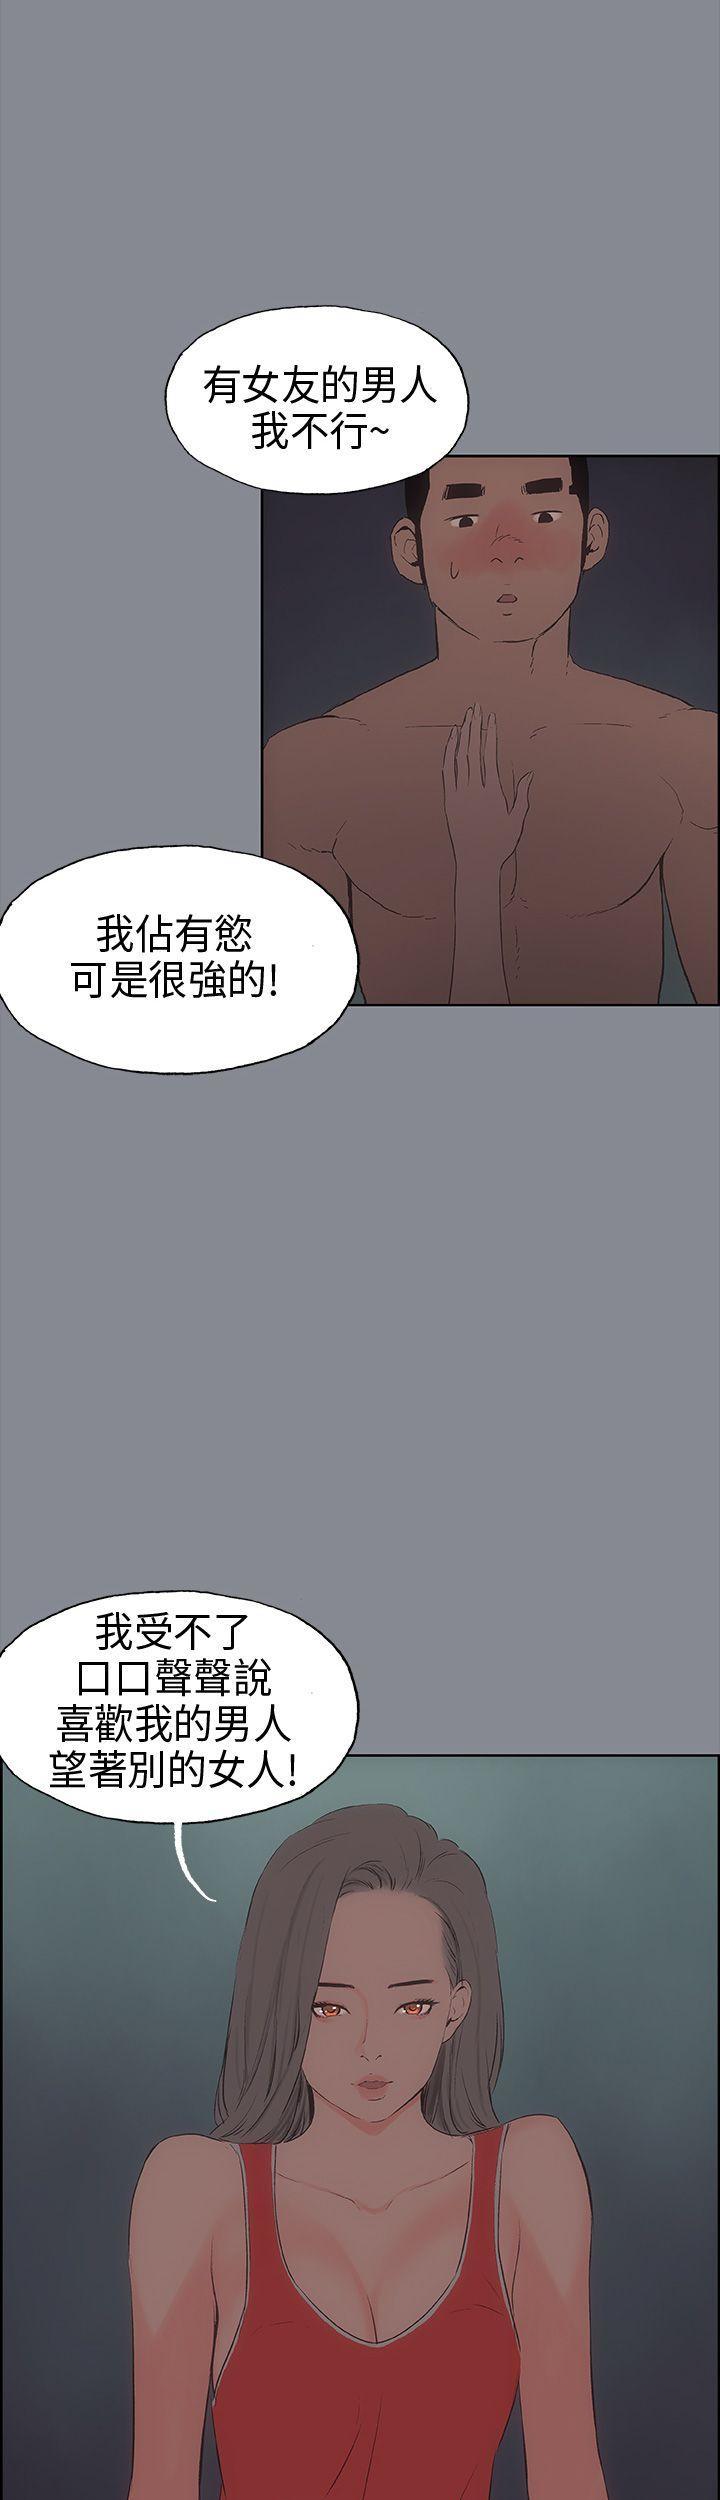 有女友的男人
我不行~
我佔有慾
可是很強的!
我受不了
口口聲聲說
喜歡我的男人
望著別的女人!